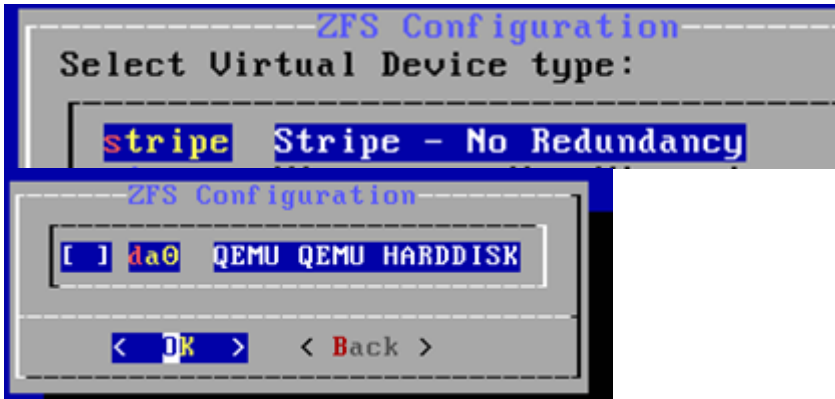 ZFS Configuration
Select Virtual Device type:
stripe Stripe - No Redundancy
ZFS Configuration
[ ] da0 QEMU QEMU HARDDISK
< OK > < Back >